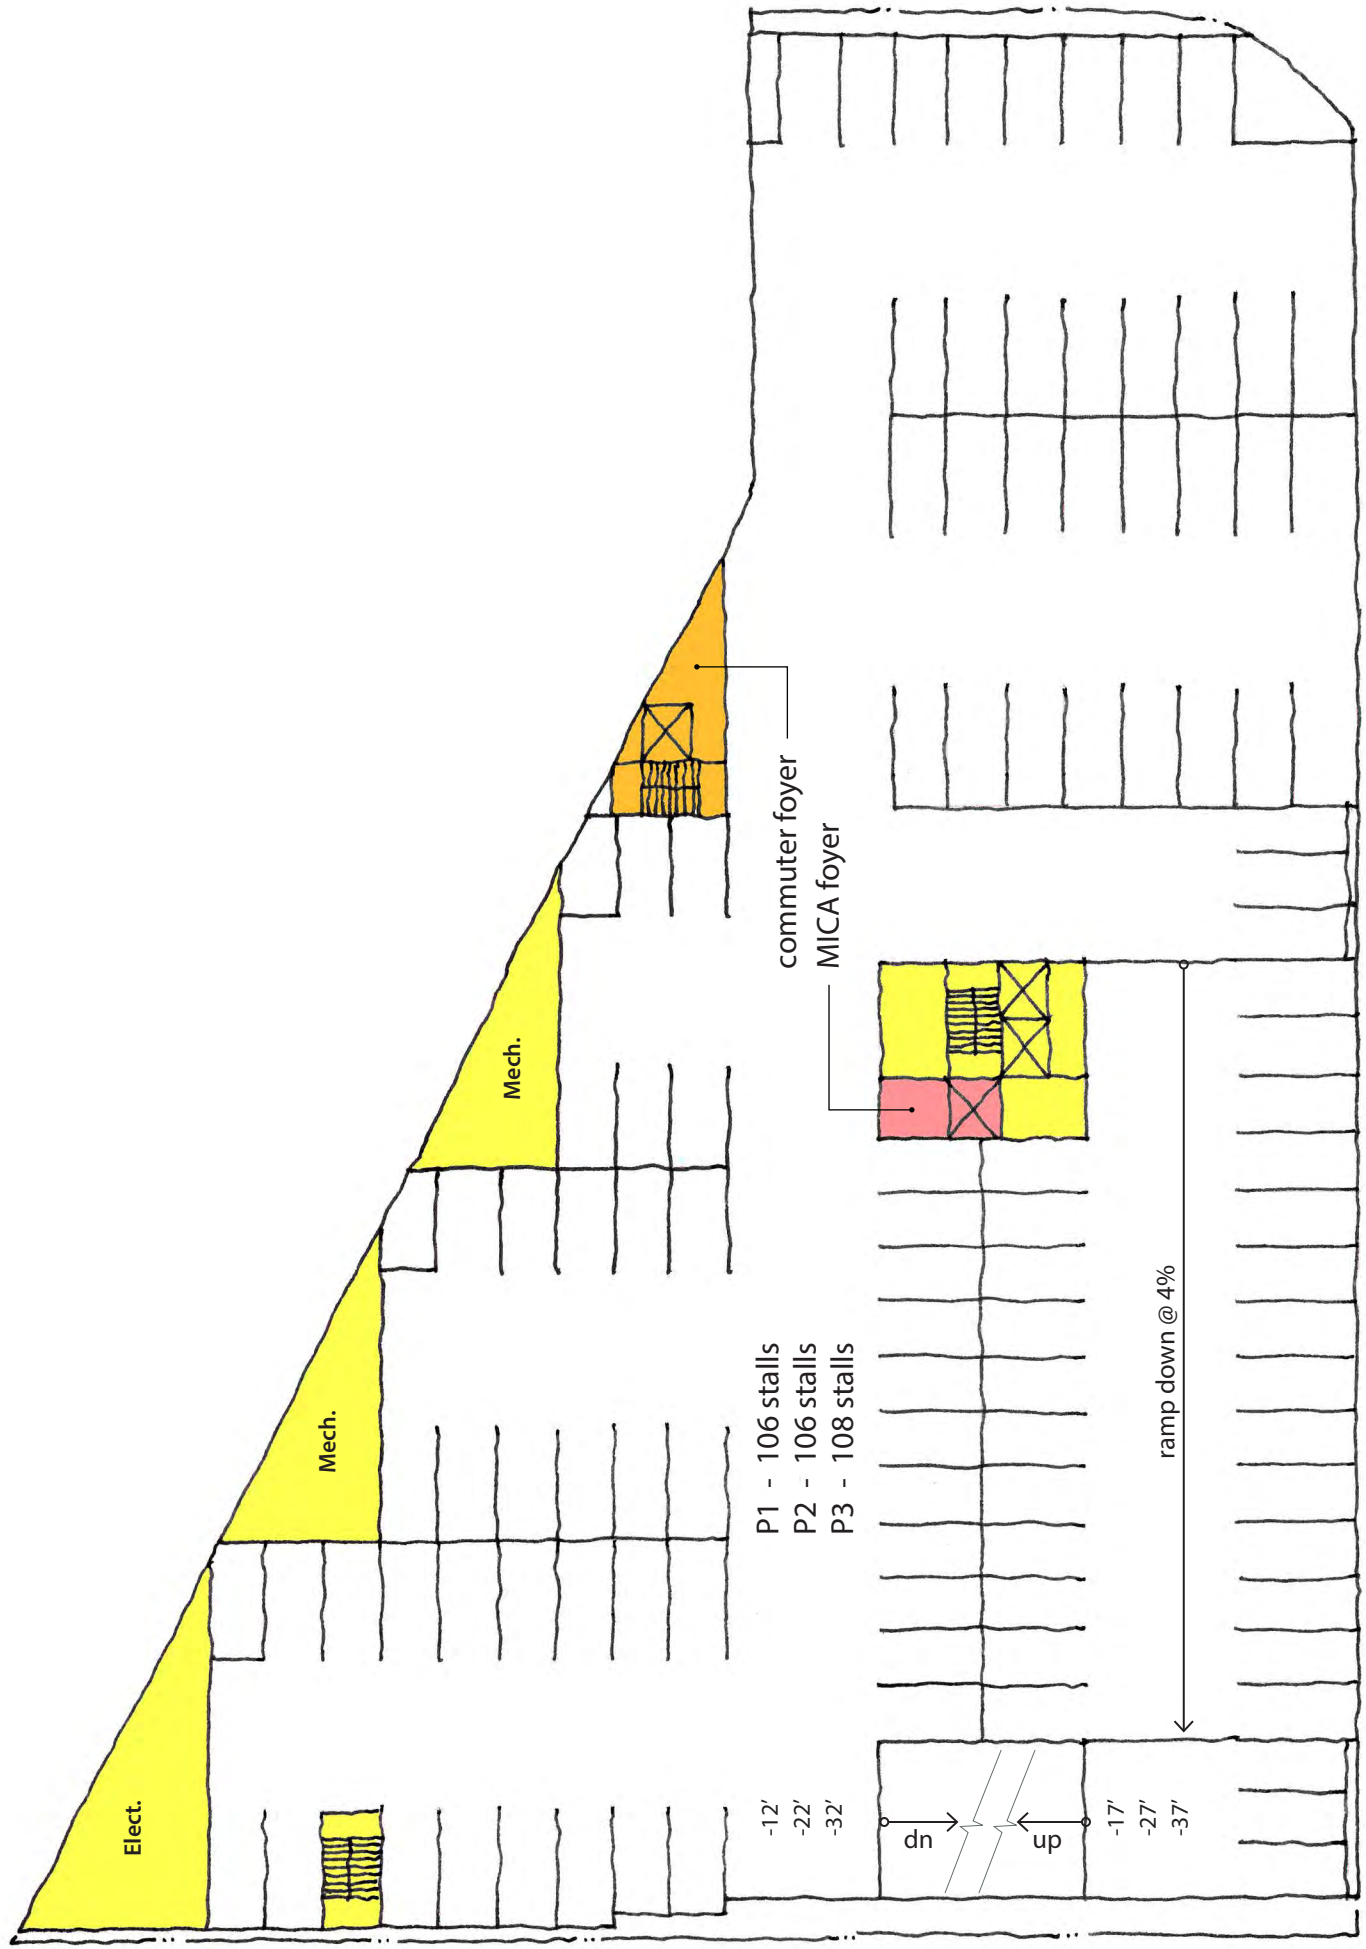 Elect.
Mech.
Mech.
commuter foyer
MICA foyer
P1 - 106 stalls
P2 - 106 stalls
P3 - 108 stalls
ramp down @ 4%
-12'
-22'
-32'
dn
up
-17'
-27'
-37'